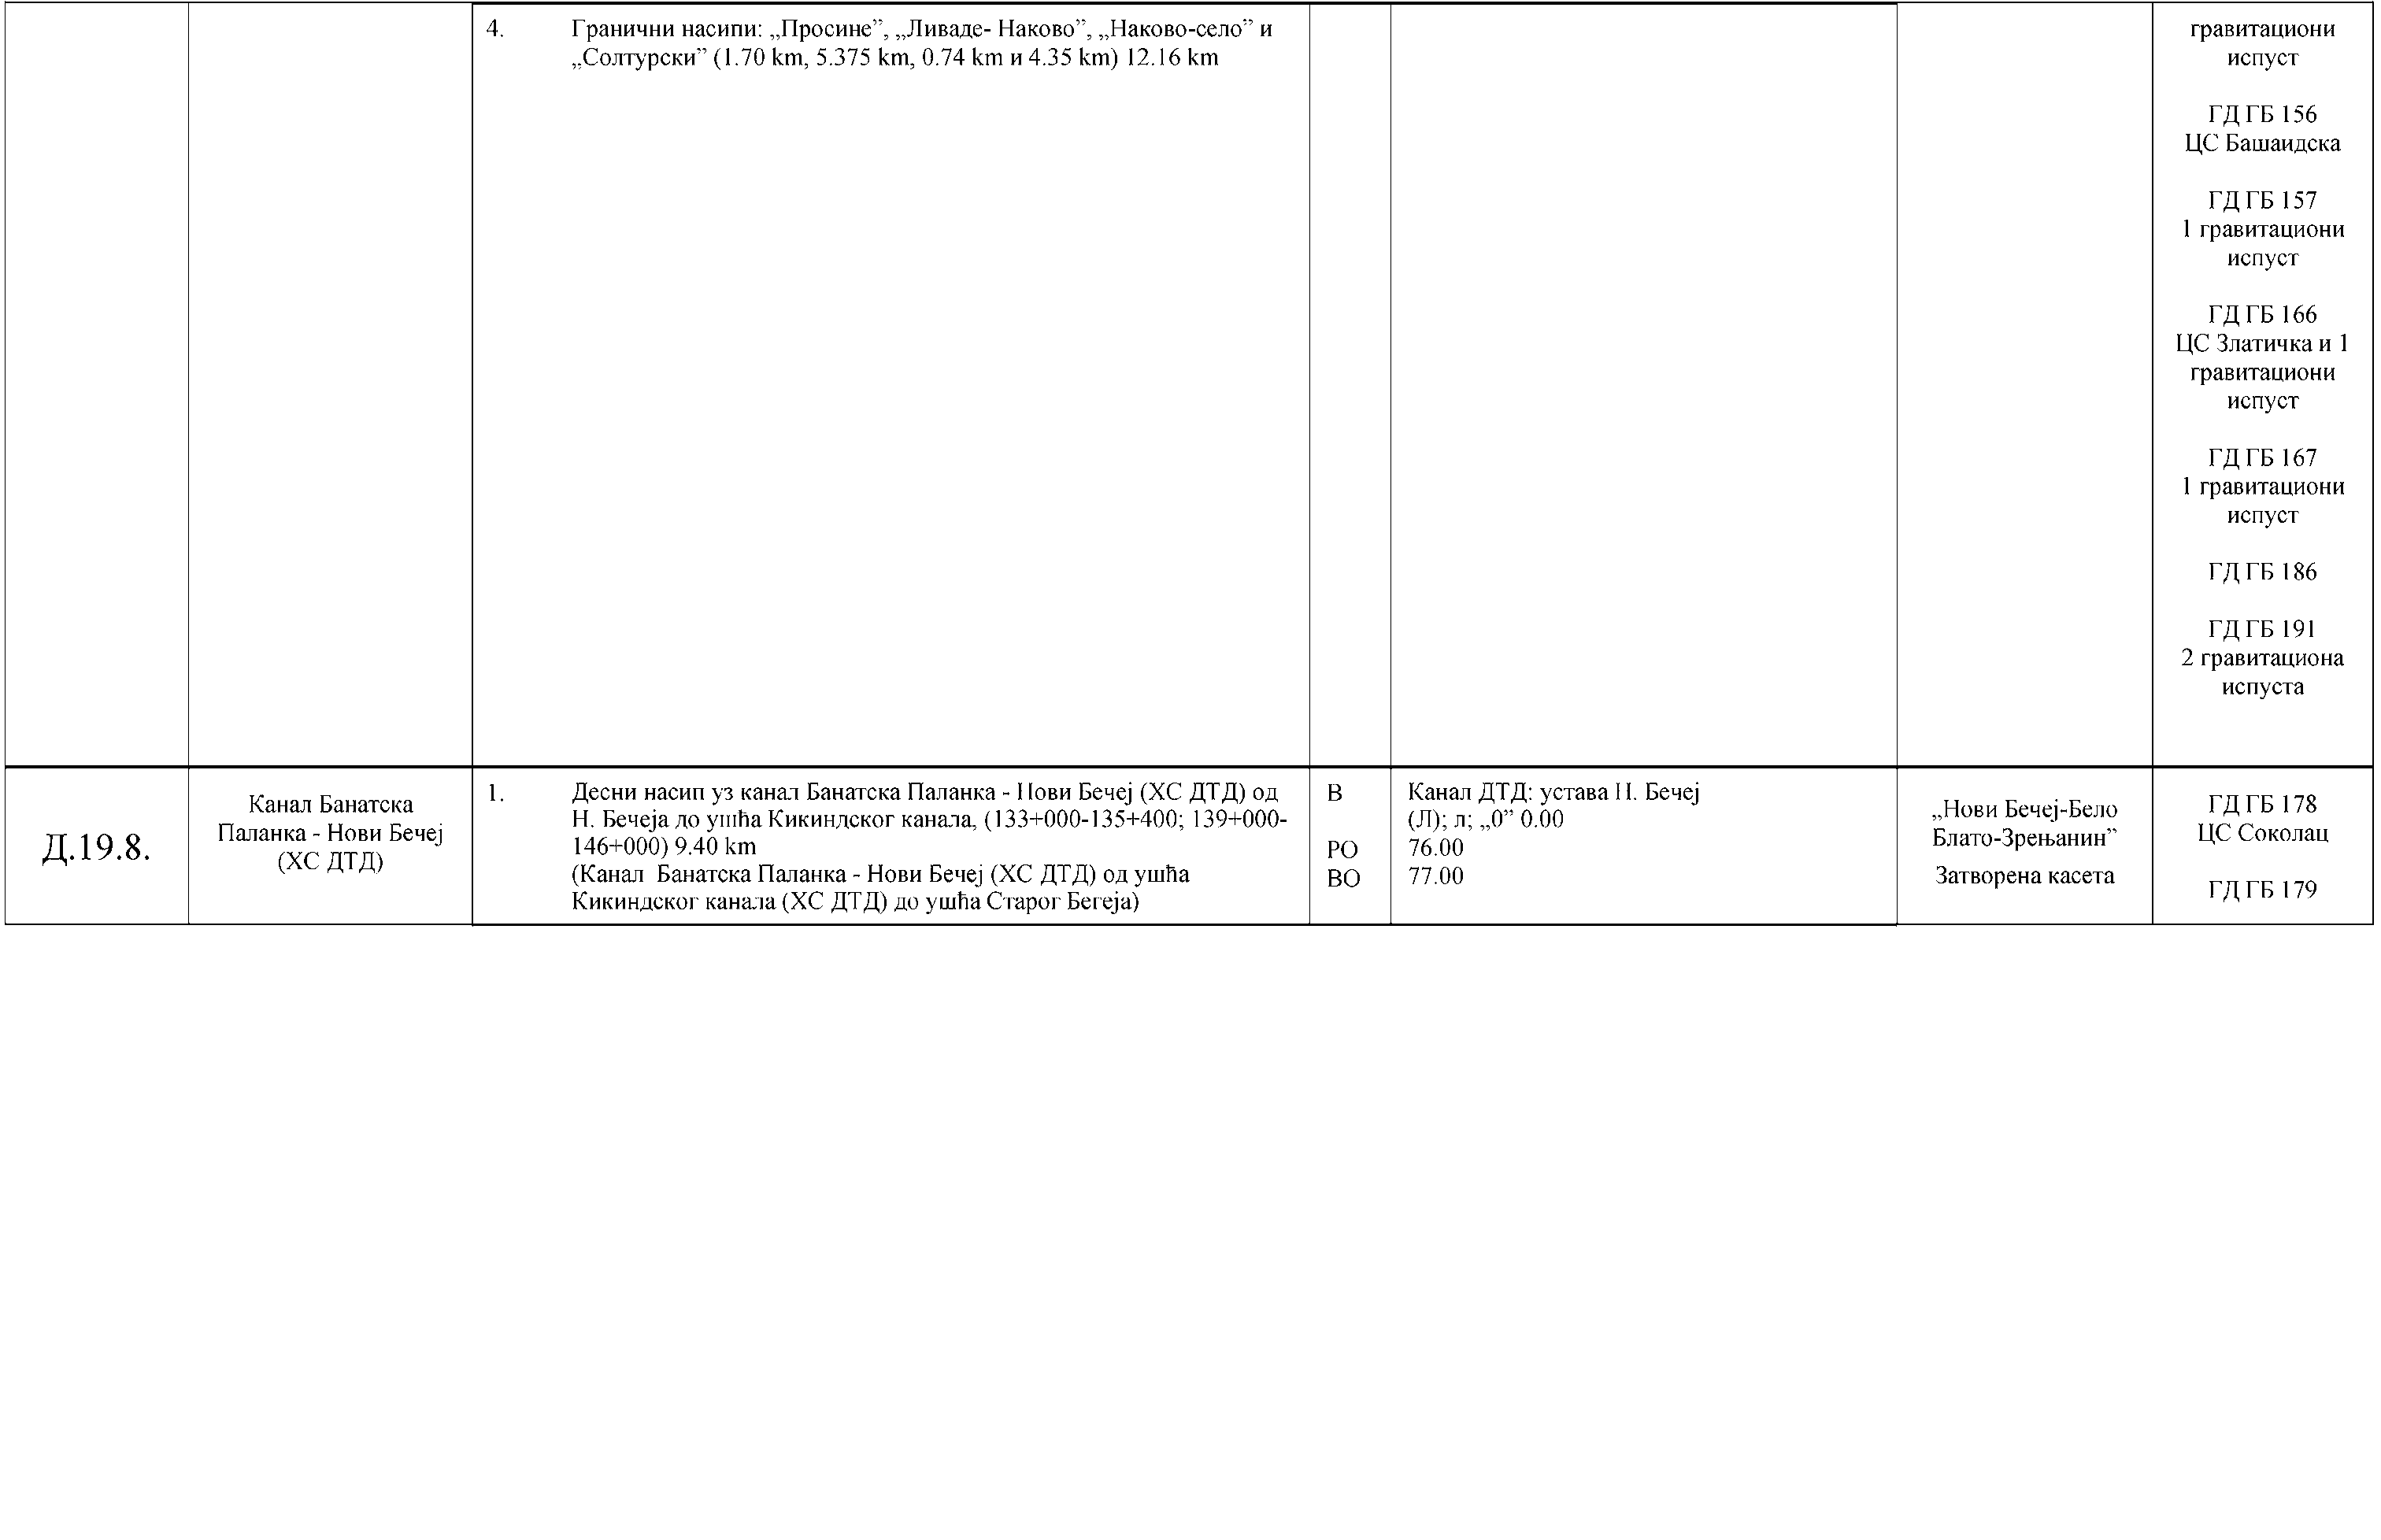 4. Гранични насипи: „Просине”, „Ливаде- Наково”, „Наково-село” и
„Солтурски” (1.70 km, 5.375 km, 0.74 km и 4.35 km) 12.16 km
гравитациони
испуст
ГД ГБ 156
ЦС Башаидска
ГД ГБ 157
1 гравитациони
испуст
ГД ГБ 166
ЦС Златичка и 1
гравитациони
испуст
ГД ГБ 167
1 гравитациони
испуст
ГД ГБ 186
ГД ГБ 191
2 гравитациона
испуста
Д.19.8.
Канал Банатска
Паланка - Нови Бечеј
(ХС ДТД)
1. Десни насип уз канал Банатска Паланка - Нови Бечеј (ХС ДТД) од
Н. Бечеја до ушћа Кикиндског канала, (133+000-135+400; 139+000-
146+000) 9.40 km
(Канал Банатска Паланка - Нови Бечеј (ХС ДТД) од ушћа
Кикиндског канала (ХС ДТД) до ушћа Старог Бегеја)
В Канал ДТД: устава Н. Бечеј
(Л); л; „0” 0.00
РО 76.00
ВО 77.00
„Нови Бечеј-Бело
Блато-Зрењанин”
Затворена касета
ГД ГБ 178
ЦС Соколац
ГД ГБ 179